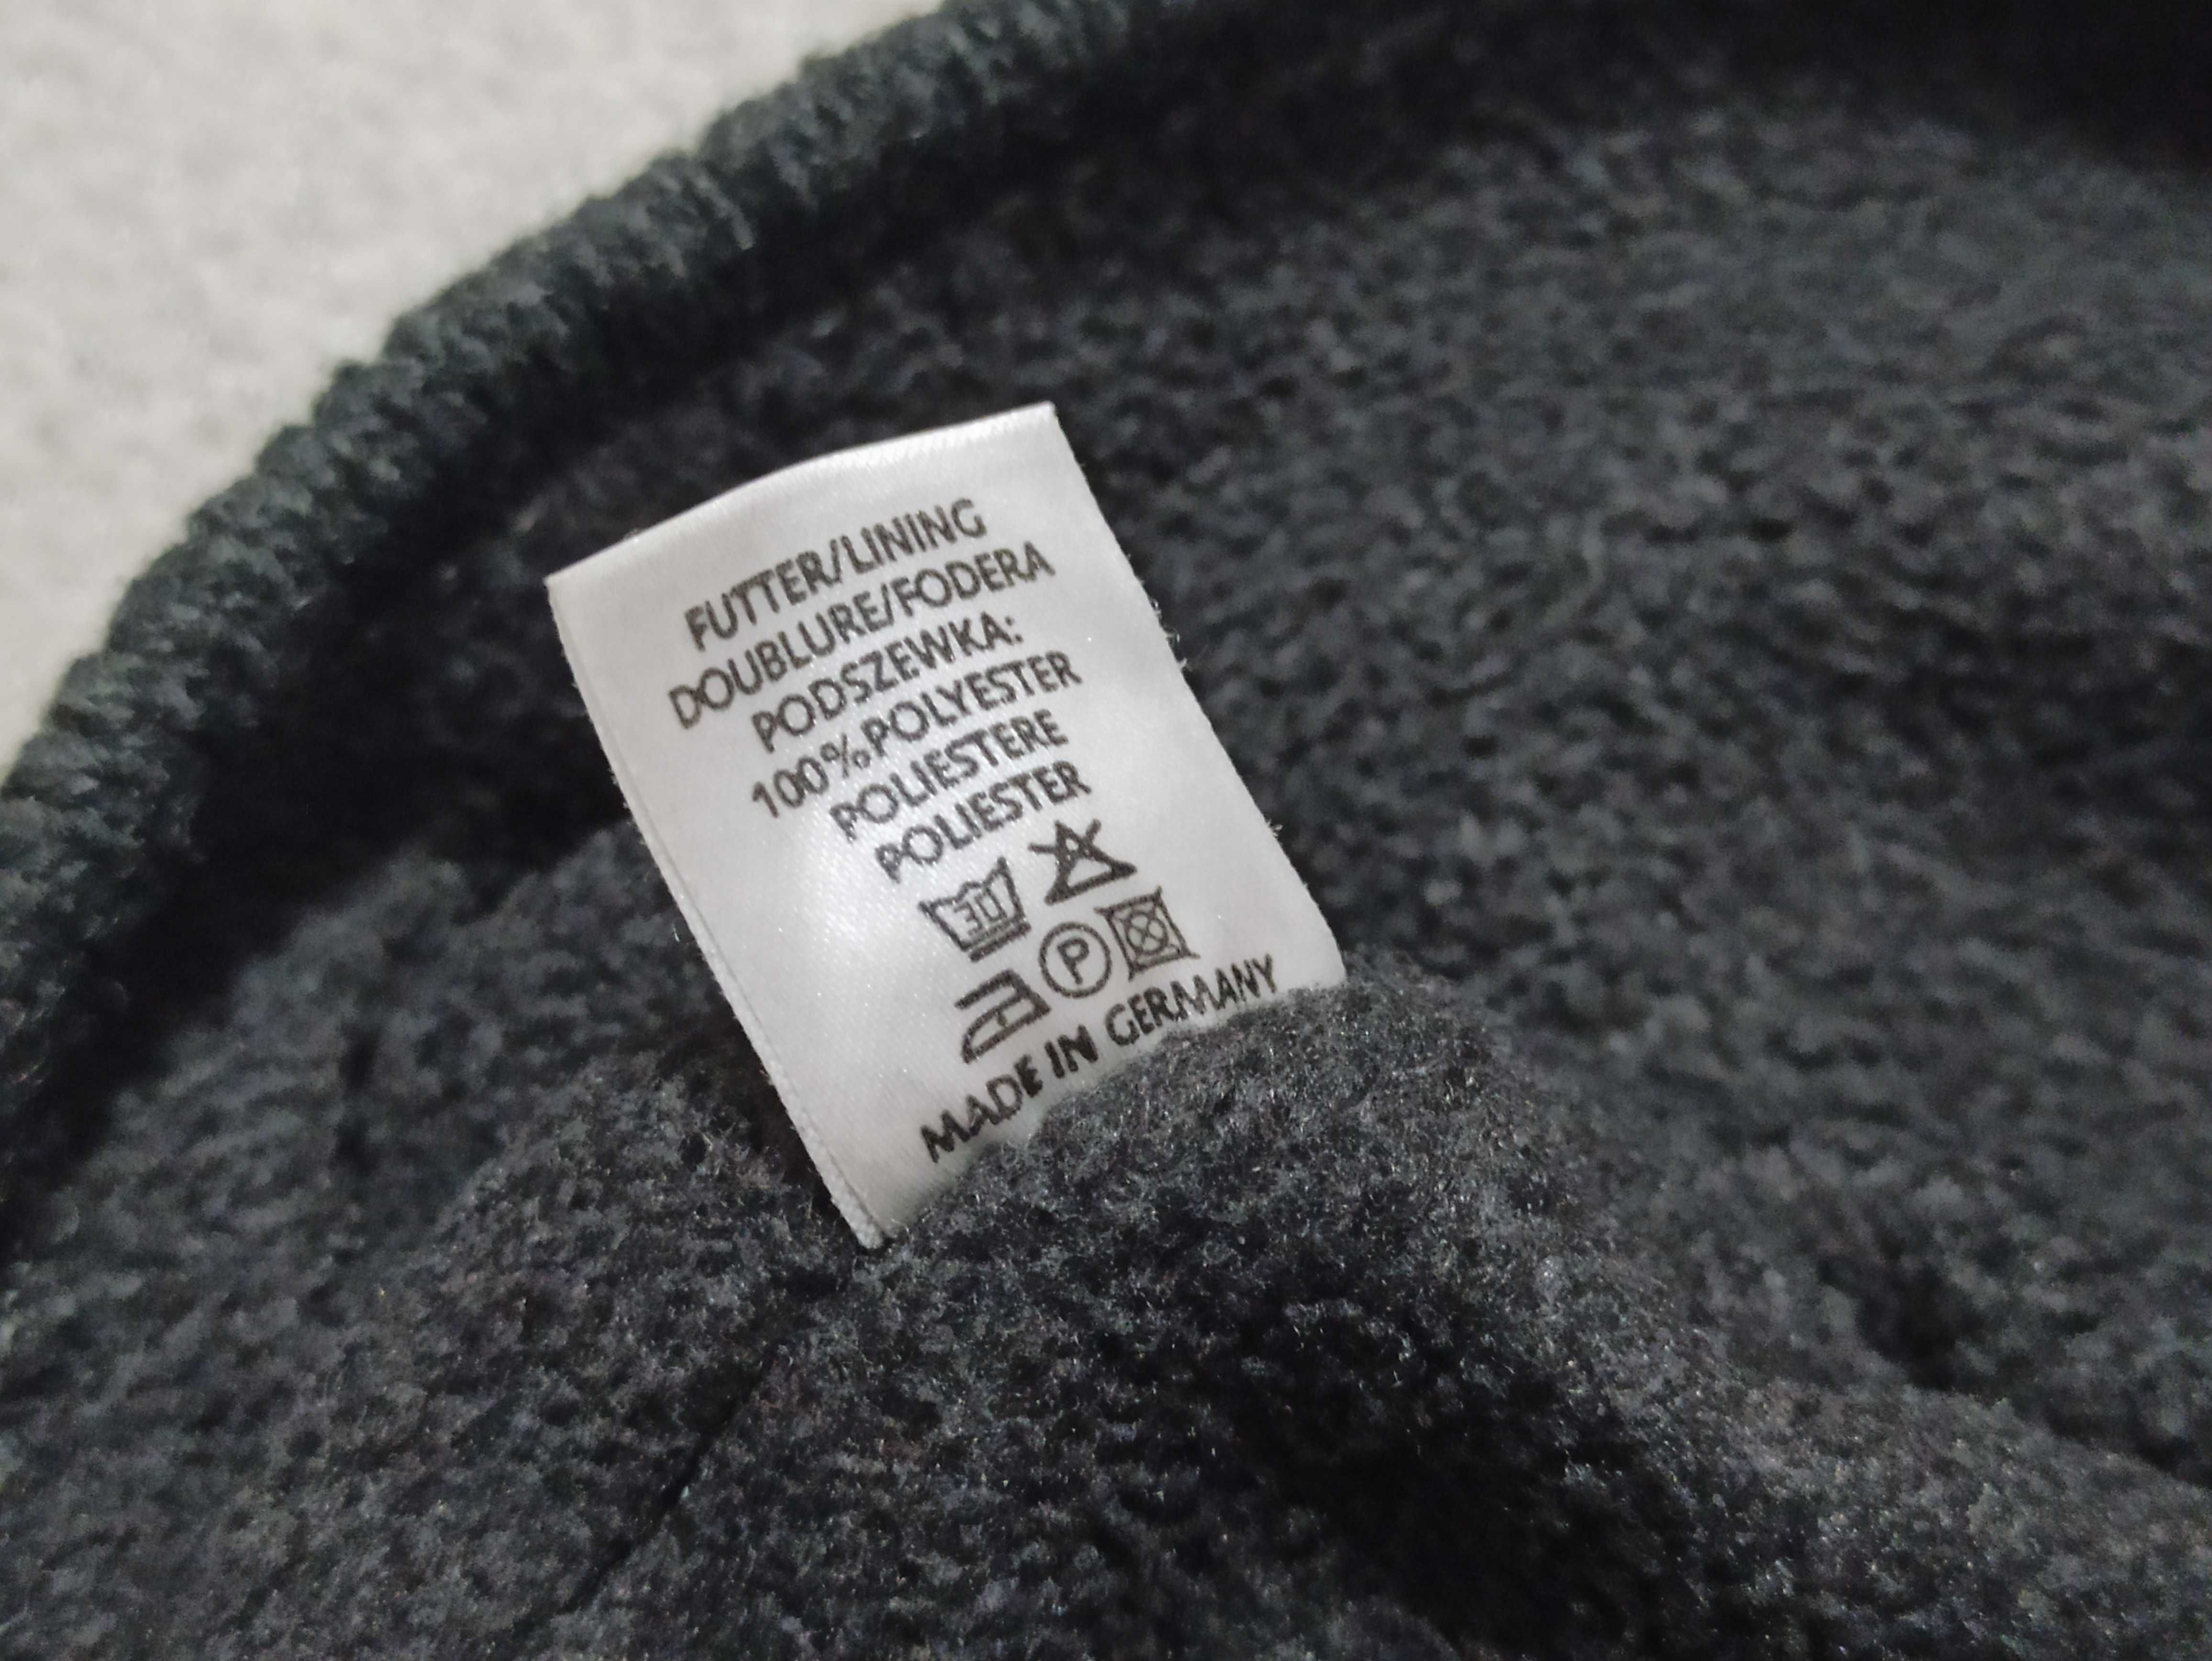 FUTTER/LINING
DOUBLURE/FODERA
PODSZEWKA:
100%POLYESTER
POLIESTERE
POLIESTER
30
P
MADE IN GERMANY